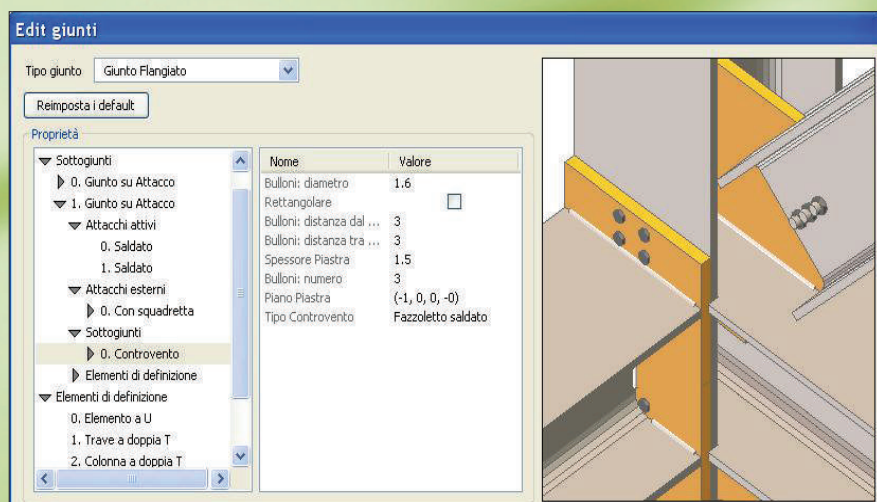 Edit giunti
Tipo giunto Giunto Flangiato
Reimposta i default
Proprietà
Sottogiunti
0. Giunto su Attacco
1. Giunto su Attacco
Attacchi attivi
0. Saldato
1. Saldato
Attacchi esterni
0. Con squadretta
Sottogiunti
0. Controvento
Elementi di definizione
Elementi di definizione
0. Elemento a U
1. Trave a doppia T
2. Colonna a doppia T
Nome Valore
Bulloni: diametro 1.6
Rettangolare
Bulloni: distanza dal ... 3
Bulloni: distanza tra ... 3
Spessore Piastra 1.5
Bulloni: numero 3
Piano Piastra (-1, 0, 0, -0)
Tipo Controvento Fazzoletto saldato